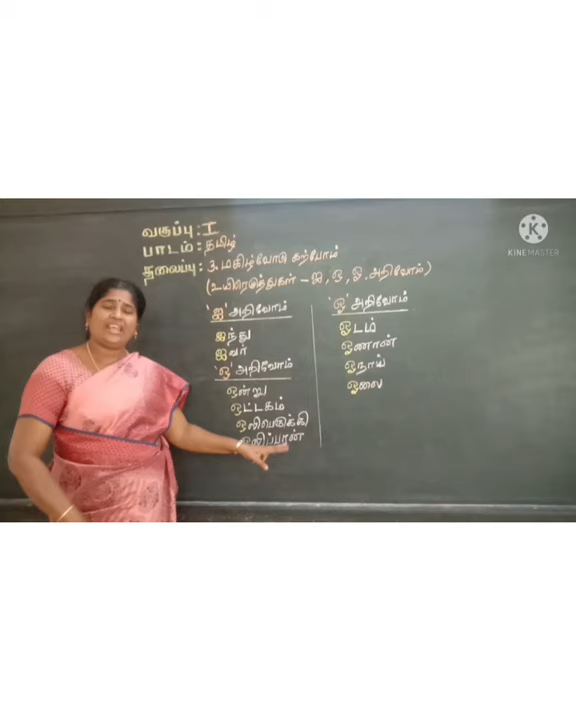 வகுப்பு : I
பாடம் : தமிழ்
தலைப்பு : 3. மகிழ்வோடு கற்போம்
(உயிரெழுத்துகள் - ஐ, ஒ, ஓ அறிவோம்)
'ஐ' அறிவோம்
ஐந்து
ஐவர்
'ஒ' அறிவோம்
ஒன்று
ஒட்டகம்
ஒலிபெருக்கி
ஒலிப்பான்
'ஓ' அறிவோம்
ஓடம்
ஓணான்
ஓநாய்
ஓலை
KINEMASTER